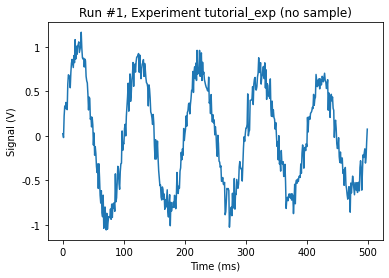 Run #1, Experiment tutorial_exp (no sample)
Signal (V)
1
0.5
0
-0.5
-1
0 100 200 300 400 500
Time (ms)